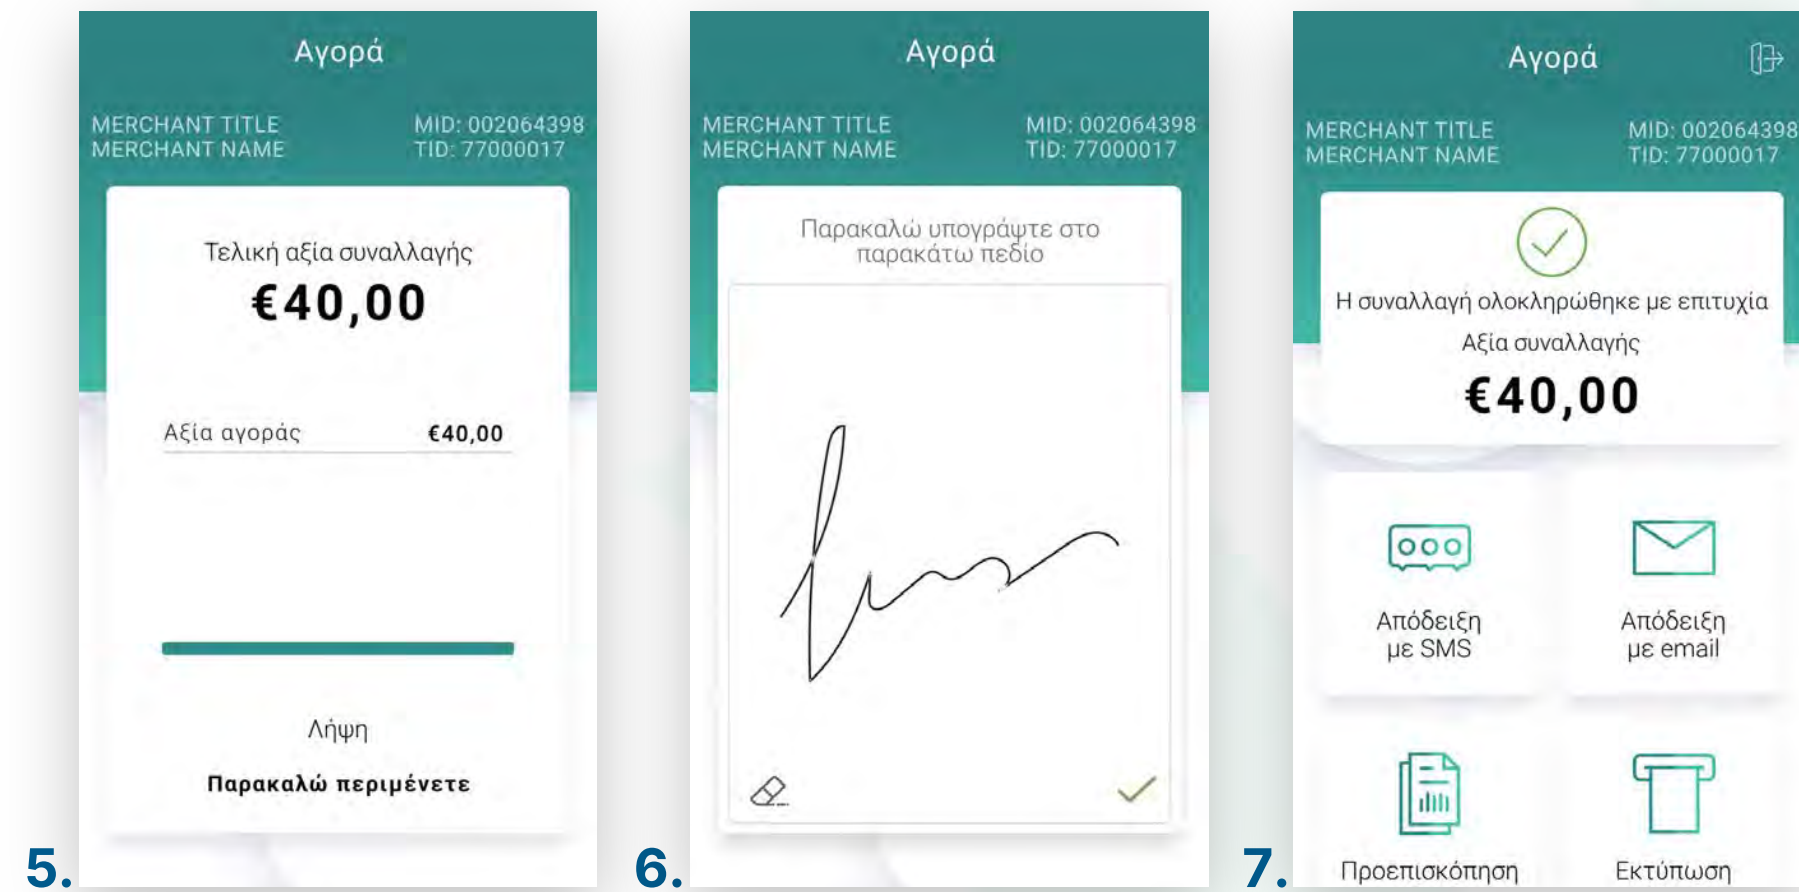 Αγορά
MERCHANT TITLE MID: 002064398
MERCHANT NAME TID: 77000017
Τελική αξία συναλλαγής
€40,00
Αξία αγοράς €40,00
Λήψη
Παρακαλώ περιμένετε
5.
Αγορά
MERCHANT TITLE MID: 002064398
MERCHANT NAME TID: 77000017
Παρακαλώ υπογράψτε στο
παρακάτω πεδίο
6.
Αγορά
MERCHANT TITLE MID: 002064398
MERCHANT NAME TID: 77000017
Η συναλλαγή ολοκληρώθηκε με επιτυχία
Αξία συναλλαγής
€40,00
Απόδειξη
με SMS
Απόδειξη
με email
Προεπισκόπηση
Εκτύπωση
7.